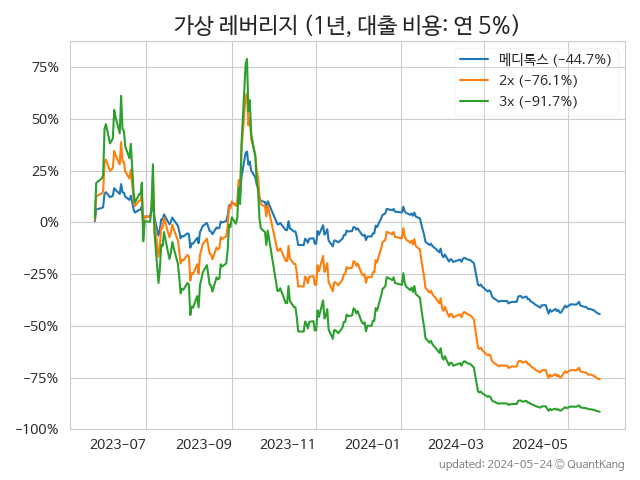 가상 레버리지 (1년, 대출 비용: 연 5%)
메디톡스 (−44.7%)
2x (−76.1%)
3x (−91.7%)
75%
50%
25%
0%
−25%
−50%
−75%
−100%
2023-07 2023-09 2023-11 2024-01 2024-03 2024-05
updated: 2024-05-24 © QuantKang